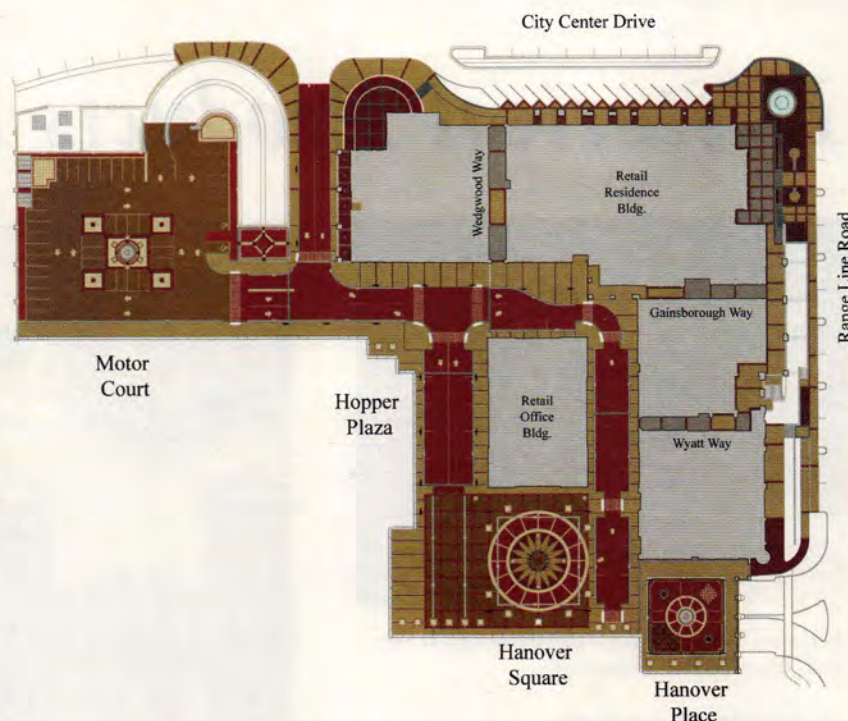 City Center Drive
Wedgwood Way
Retail
Residence
Bldg.
Range Line Road
Gainsborough Way
Motor
Court
Hopper
Plaza
Retail
Office
Bldg.
Wyatt Way
Hanover
Square
Hanover
Place